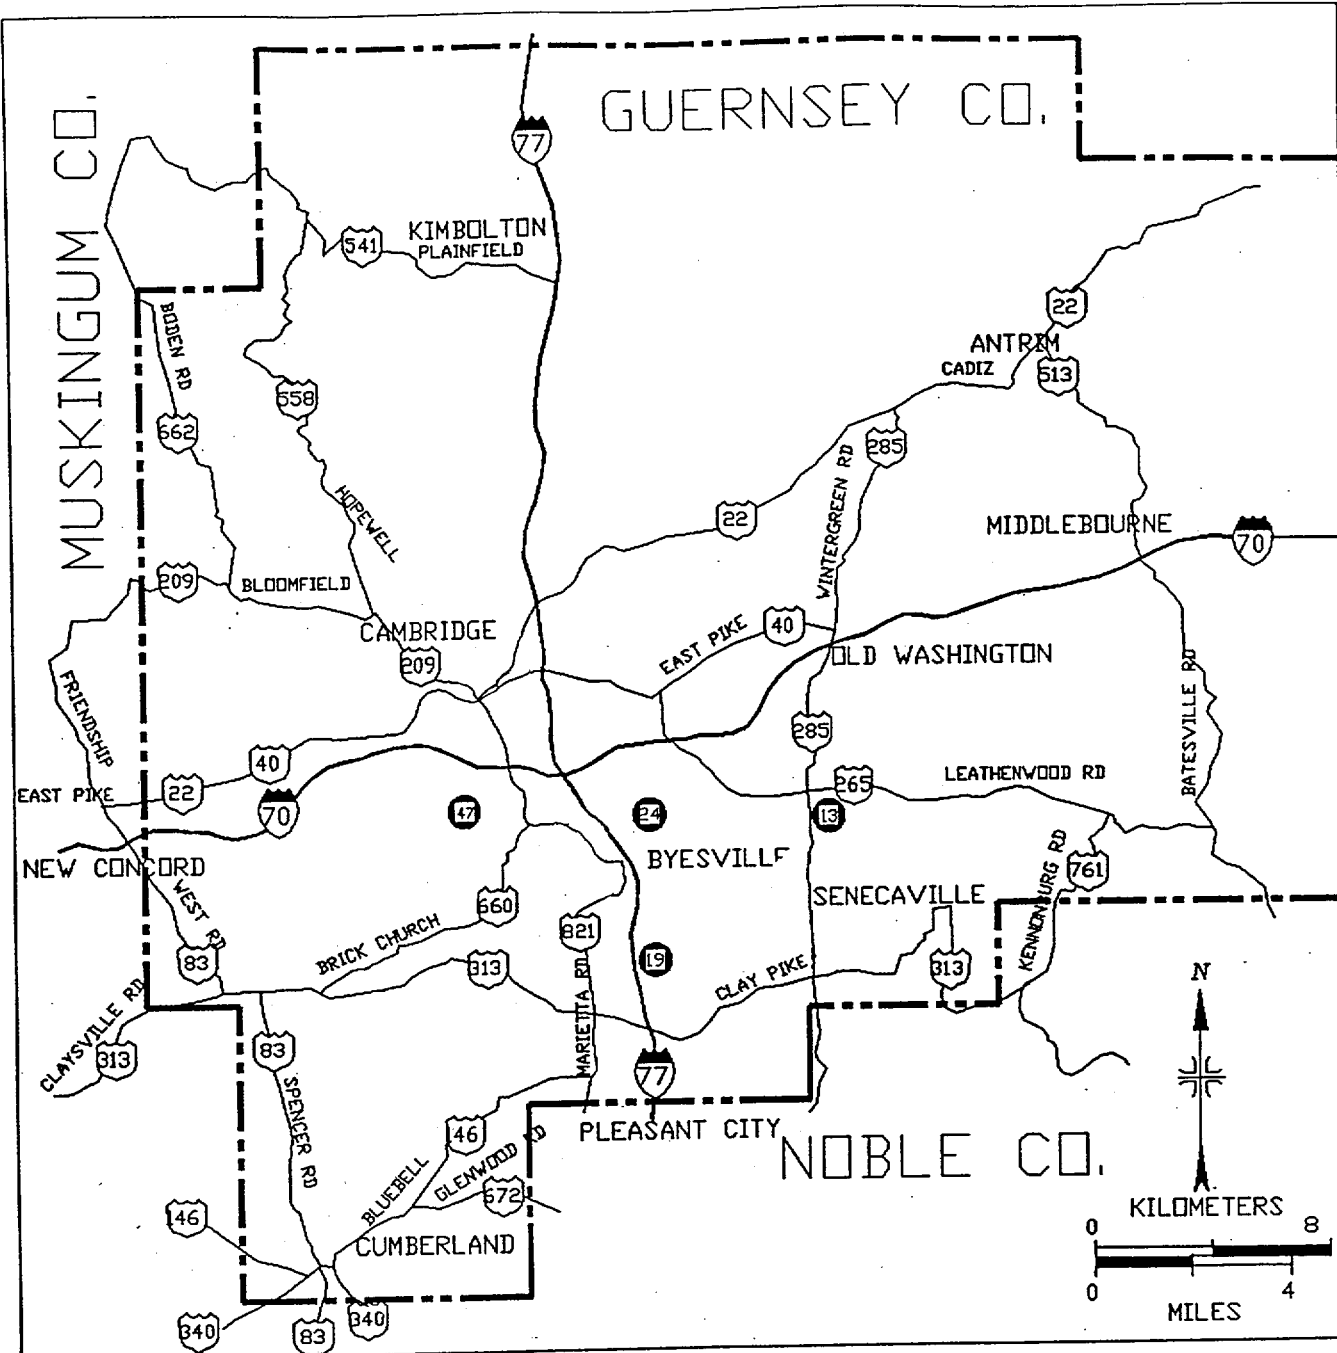 GUERNSEY CO.
MUSKINGUM CO.
77
541
KIMBOLTON
PLAINFIELD
22
ANTRIM
CADIZ
513
BODEN RD
558
662
285
WINTERGREEN RD
HOPEWELL
22
MIDDLEBOURNE
70
209
BLOOMFIELD
CAMBRIDGE
209
EAST PIKE
40
OLD WASHINGTON
FRIENDSHIP
BATESVILLE RD
285
40
EAST PIKE
22
70
265
LEATHENWOOD RD
47
24
13
NEW CONCORD
BYESVILLE
WEST RD
SENECAVILLE
761
KENNONBURG RD
660
BRICK CHURCH
821
83
313
19
CLAY PIKE
313
N
CLAYSVILLE RD
313
83
MARIETTA RD
77
SPENCER RD
146
PLEASANT CITY
NOBLE CO.
BLUEBELL
GLENWOOD RD
672
146
CUMBERLAND
340
83
340
KILOMETERS
0 8
0 4
MILES